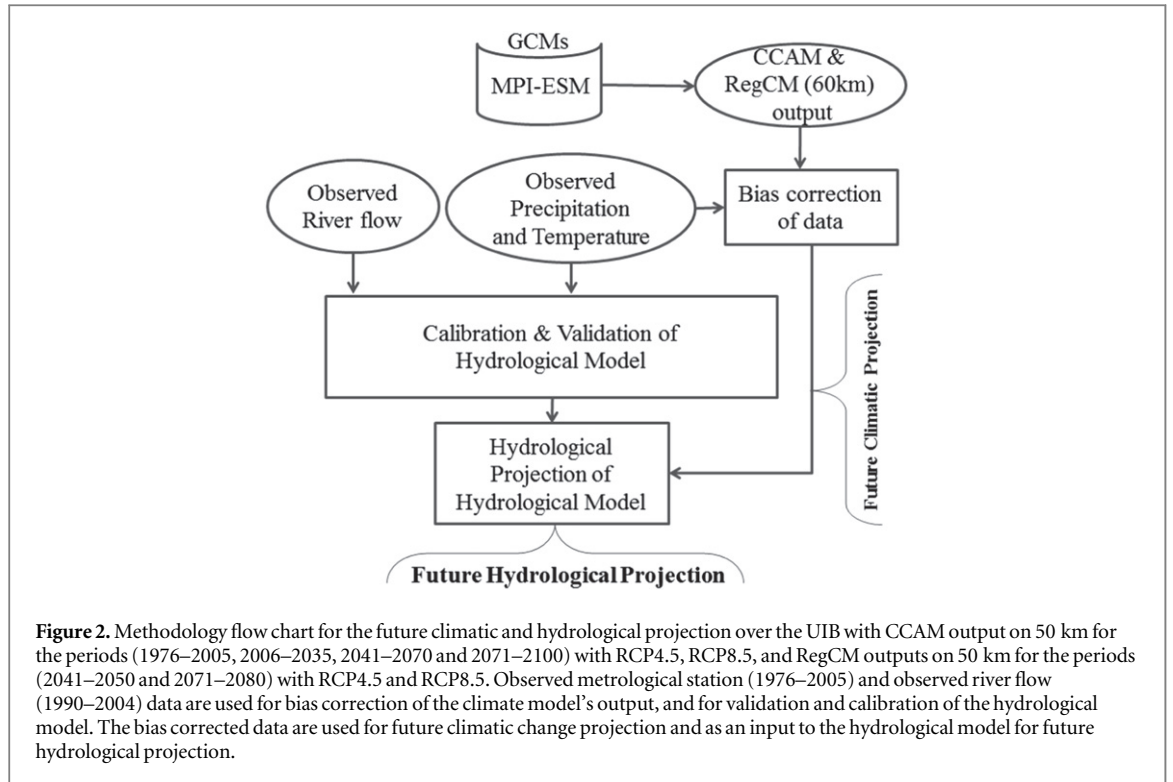 GCMs
MPI-ESM
CCAM &
RegCM (60km)
output
Observed
River flow
Observed
Precipitation
and Temperature
Bias correction
of data
Calibration & Validation of
Hydrological Model
Future Climatic Projection
Hydrological
Projection of
Hydrological Model
Future Hydrological Projection
Figure 2. Methodology flow chart for the future climatic and hydrological projection over the UIB with CCAM output on 50 km for
the periods (1976–2005, 2006–2035, 2041–2070 and 2071–2100) with RCP4.5, RCP8.5, and RegCM outputs on 50 km for the periods
(2041–2050 and 2071–2080) with RCP4.5 and RCP8.5. Observed metrological station (1976–2005) and observed river flow
(1990–2004) data are used for bias correction of the climate model's output, and for validation and calibration of the hydrological
model. The bias corrected data are used for future climatic change projection and as an input to the hydrological model for future
hydrological projection.